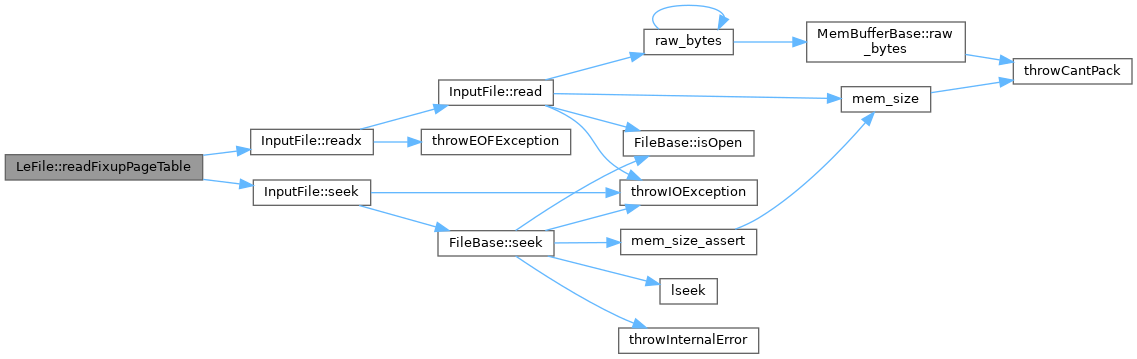 LeFile::readFixupPageTable
InputFile::readx
InputFile::seek
InputFile::read
throwEOFException
FileBase::seek
raw_bytes
FileBase::isOpen
throwIOException
mem_size_assert
lseek
throwInternalError
MemBufferBase::raw
_bytes
mem_size
throwCantPack